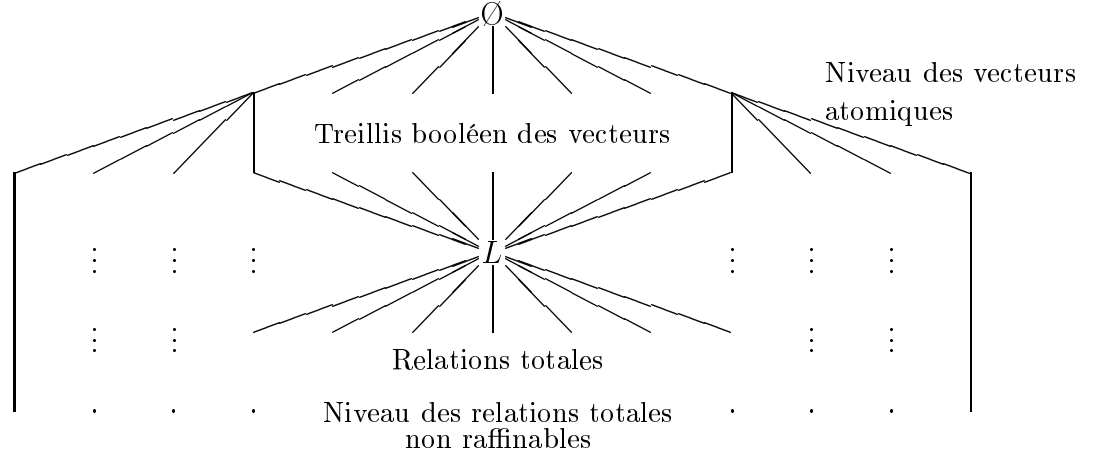 Ø
Niveau des vecteurs
atomiques
Treillis booléen des vecteurs
L
Relations totales
Niveau des relations totales
non raffinables